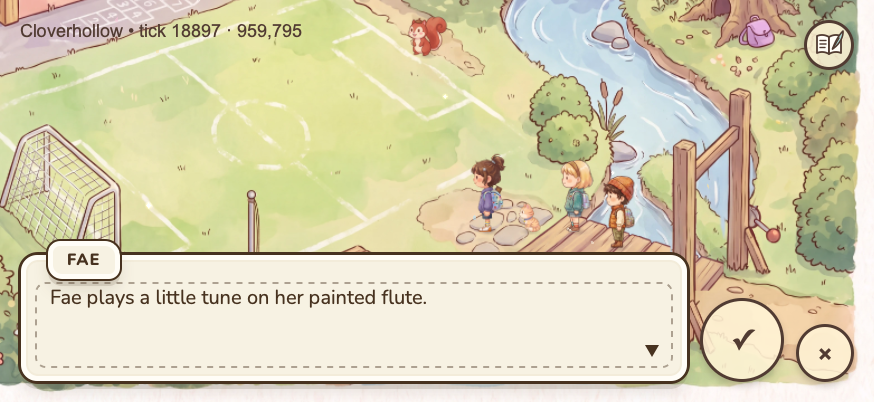 Cloverhollow • tick 18897 · 959,795
FAE
Fae plays a little tune on her painted flute.